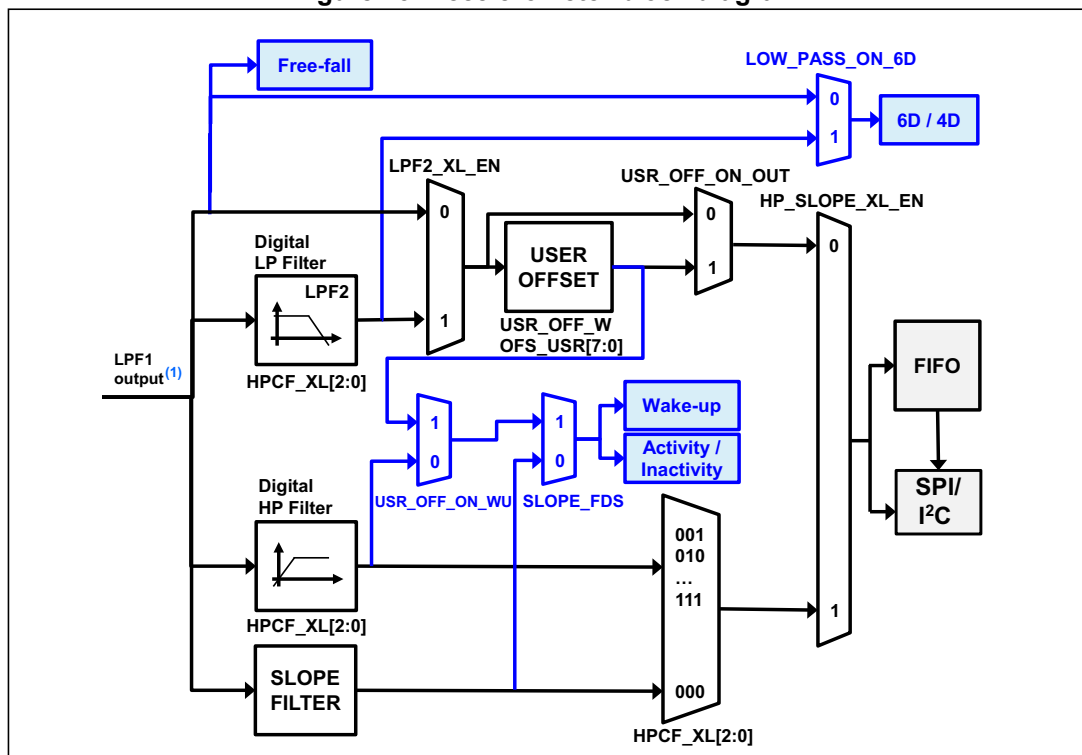 Free-fall
LOW_PASS_ON_6D
0
1
6D / 4D
LPF2_XL_EN
0
1
USR_OFF_ON_OUT
0
1
HP_SLOPE_XL_EN
0
1
Digital
LP Filter
LPF2
HPCF_XL[2:0]
USER
OFFSET
USR_OFF_W
OFS_USR[7:0]
LPF1
output(1)
FIFO
SPI/
I²C
1
0
USR_OFF_ON_WU
1
0
SLOPE_FDS
Wake-up
Activity /
Inactivity
Digital
HP Filter
HPCF_XL[2:0]
001
010
...
111
000
HPCF_XL[2:0]
SLOPE
FILTER